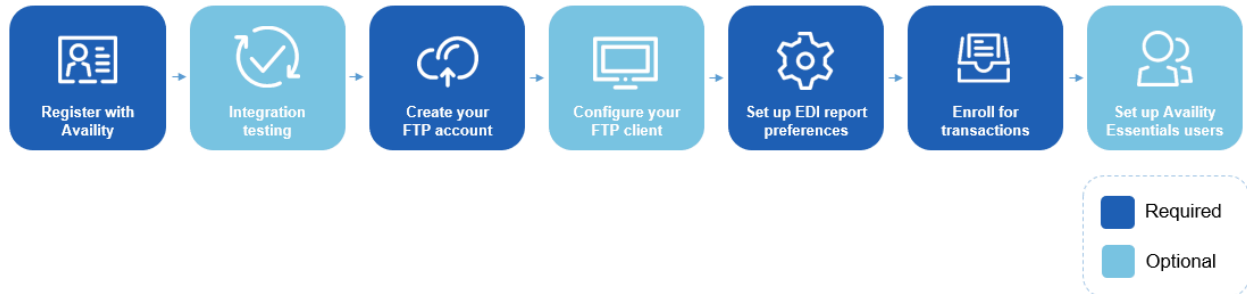 Register with
Availity
Integration
testing
Create your
FTP account
Configure your
FTP client
Set up EDI report
preferences
Enroll for
transactions
Set up Availity
Essentials users
Required
Optional